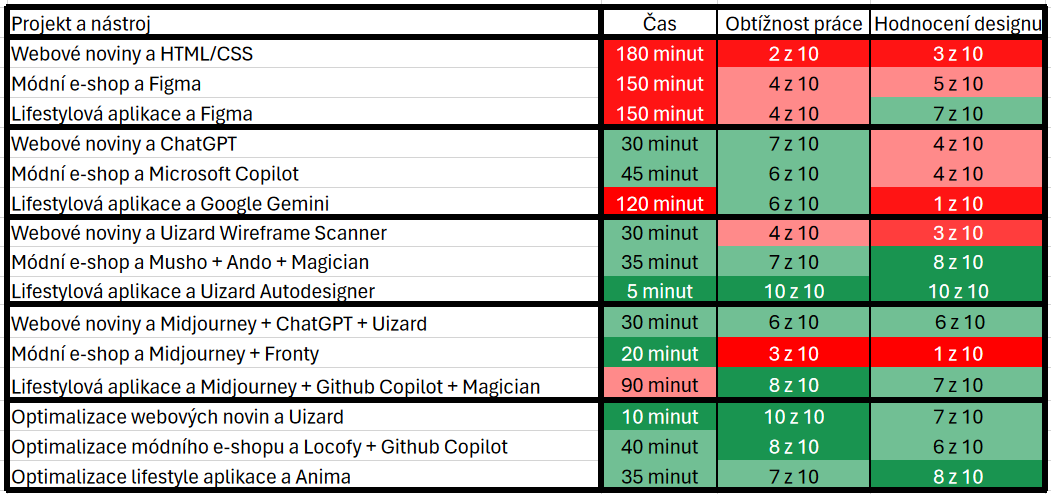 Projekt a nástroj Čas Obtížnost práce Hodnocení designu
Webové noviny a HTML/CSS 180 minut 2 z 10 3 z 10
Módní e-shop a Figma 150 minut 4 z 10 5 z 10
Lifestylová aplikace a Figma 150 minut 4 z 10 7 z 10
Webové noviny a ChatGPT 30 minut 7 z 10 4 z 10
Módní e-shop a Microsoft Copilot 45 minut 6 z 10 4 z 10
Lifestylová aplikace a Google Gemini 120 minut 6 z 10 1 z 10
Webové noviny a Uizard Wireframe Scanner 30 minut 4 z 10 3 z 10
Módní e-shop a Musho + Ando + Magician 35 minut 7 z 10 8 z 10
Lifestylová aplikace a Uizard Autodesigner 5 minut 10 z 10 10 z 10
Webové noviny a Midjourney + ChatGPT + Uizard 30 minut 6 z 10 6 z 10
Módní e-shop a Midjourney + Fronty 20 minut 3 z 10 1 z 10
Lifestylová aplikace a Midjourney + Github Copilot + Magician 90 minut 8 z 10 7 z 10
Optimalizace webových novin a Uizard 10 minut 10 z 10 7 z 10
Optimalizace módního e-shopu a Locofy + Github Copilot 40 minut 8 z 10 6 z 10
Optimalizace lifestyle aplikace a Anima 35 minut 7 z 10 8 z 10